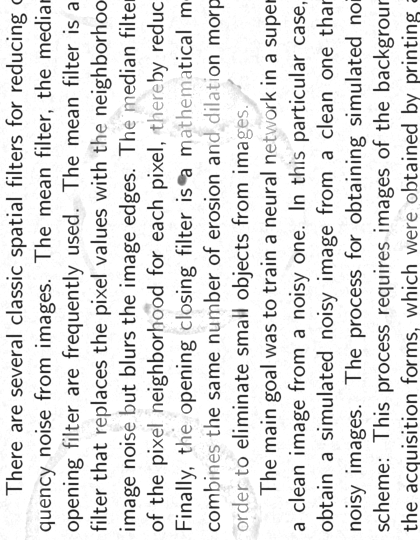 There are several classic spatial filters for reducing
quency noise from images. The mean filter, the median
opening filter are frequently used. The mean filter is a
filter that replaces the pixel values with the neighborhoo
image noise but blurs the image edges. The median filter
of the pixel neighborhood for each pixel, thereby reduc
Finally, the opening closing filter is a mathematical m
combines the same number of erosion and dilation morp
order to eliminate small objects from images.
The main goal was to train a neural network in a super
a clean image from a noisy one. In this particular case,
obtain a simulated noisy image from a clean one than
noisy images. The process for obtaining simulated noi
scheme: This process requires images of the backgroun
the acquisition forms, which were obtained by printing a